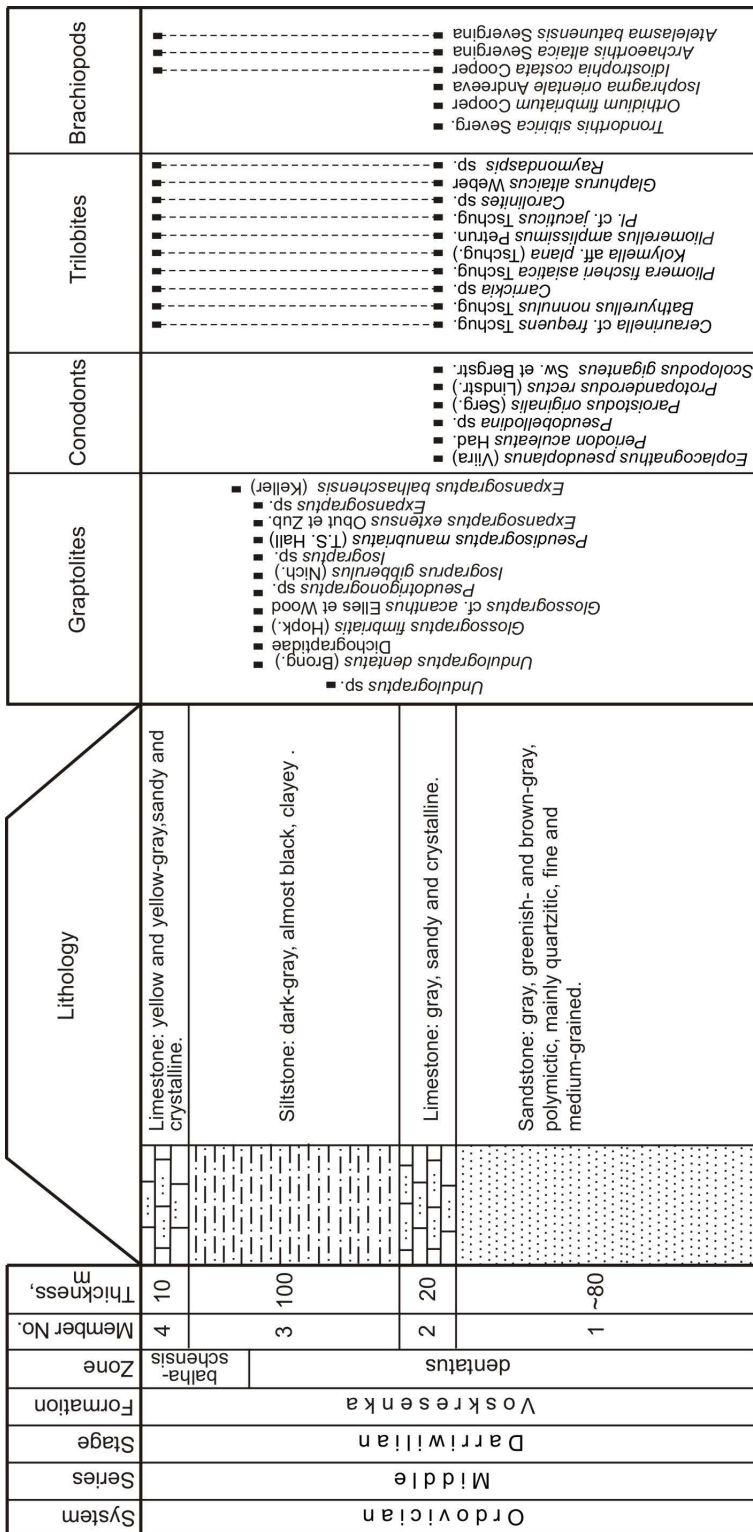 System
Series
Stage
Formation
Zone
Member No.
Thickness,
m
Lithology
Graptolites
Conodonts
Trilobites
Brachiopods
Ordovician
Middle
Darriwilian
Voskresenka
balha-
schensis
dentatus
4
3
2
1
10
100
20
~80
Limestone: yellow and yellow-gray,sandy and
crystalline.
Siltstone: dark-gray, almost black, clayey .
Limestone: gray, sandy and crystalline.
Sandstone: gray, greenish- and brown-gray,
polymictic, mainly quartzitic, fine and
medium-grained.
Undulograptus sp.
Undulograptus dentatus (Brong.)
Dichograptidae
Glossograptus fimbriatis (Hopk.)
Glossograptus cf. acanthus Elles et Wood
Pseudotrigonograptus sp.
Isograprus gibberulus (Nich.)
Isograptus sp.
Pseudisograptus manubriatus (T.S. Hall)
Expansograptus extensus Obut et Zub.
Expansograptus sp.
Expansograptus balhaschensis (Keller)
Eoplacognathus pseudoplanus (Viira)
Periodon aculeatus Had.
Pseudobellodina sp.
Paroistodus originalis (Serg.)
Protopanderodus rectus (Lindstr.)
Scolopodus giganteus Sw. et Bergstr.
Ceraurinella cf. frequens Tschug.
Bathyurellus nonnulus Tschug.
Carrickia sp.
Pliomera fischeri asiatica Tschug.
Kolymella aff. plana (Tschug.)
Pliomerellus amplissimus Petrun.
Pl. cf. jacuticus Tschug.
Carolinites sp.
Glaphurus altaicus Weber
Raymondaspis sp.
Trondorthis sibirica Severg.
Orthidium fimbriatum Cooper
Isophragma orientale Andreeva
Idiostrophia costata Cooper
Archaeorthis altaica Severgina
Atelelasma batunensis Severgina